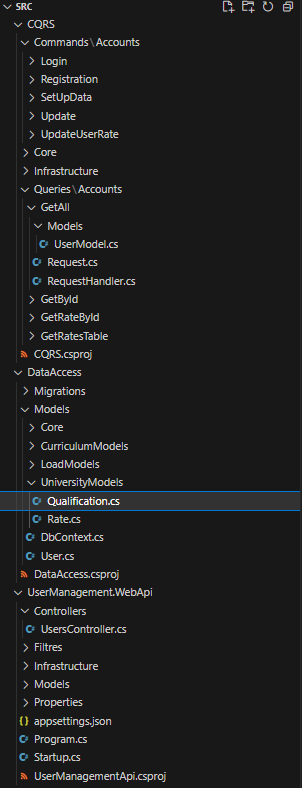 SRC
CQRS
Commands\Accounts
Login
Registration
SetUpData
Update
UpdateUserRate
Core
Infrastructure
Queries\Accounts
GetAll
Models
UserModel.cs
Request.cs
RequestHandler.cs
GetById
GetRateById
GetRatesTable
CQRS.csproj
DataAccess
Migrations
Models
Core
CurriculumModels
LoadModels
UniversityModels
Qualification.cs
Rate.cs
DbContext.cs
User.cs
DataAccess.csproj
UserManagement.WebApi
Controllers
UsersController.cs
Filtres
Infrastructure
Models
Properties
appsettings.json
Program.cs
Startup.cs
UserManagementApi.csproj